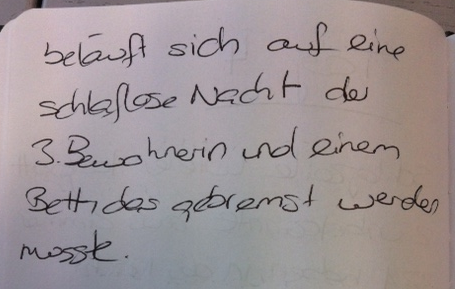 beläuft sich auf eine
schlaflose Nacht der
3. Bewohnerin und einem
Bett, das gebremst werden
musste.